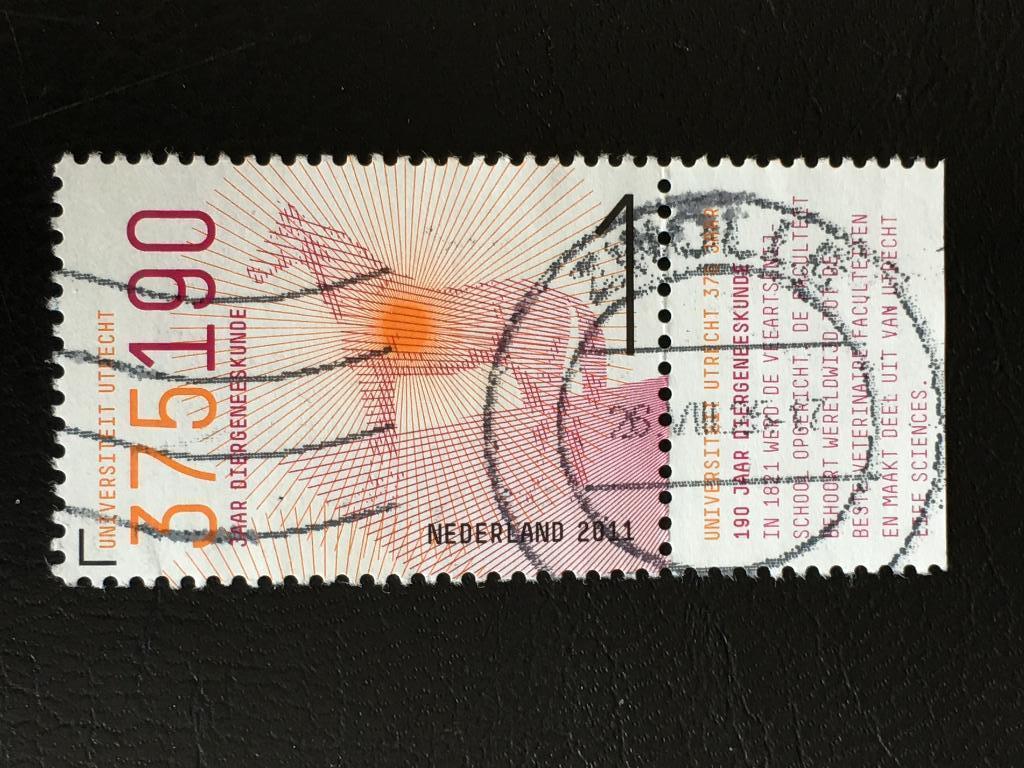 UNIVERSITEIT UTRECHT
375190
JAAR DIERGENEESKUNDE
1
NEDERLAND 2011
UNIVERSITEIT UTRECHT 375 JAAR
190 JAAR DIERGENEESKUNDE
IN 1821 WERD DE VEEARTSENIJ-
SCHOOL OPGERICHT, DE FACULTEIT
BEHOORT WERELDWIJD TOT DE
BESTE VETERINAIRE FACULTEITEN
EN MAAKT DEEL UIT VAN UTRECHT
LIFE SCIENCES.